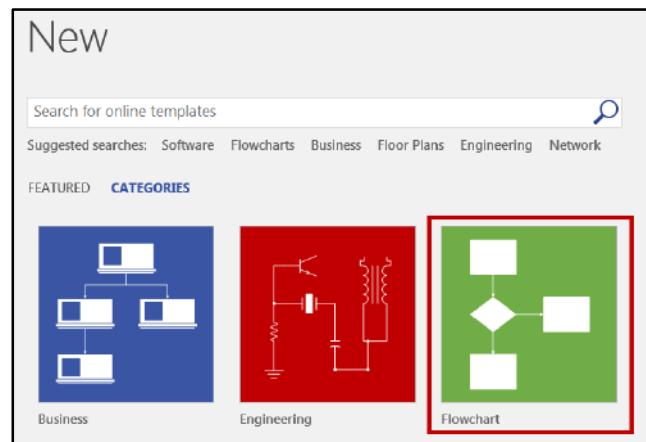 New
Search for online templates
Suggested searches: Software Flowcharts Business Floor Plans Engineering Network
FEATURED CATEGORIES
Business Engineering Flowchart